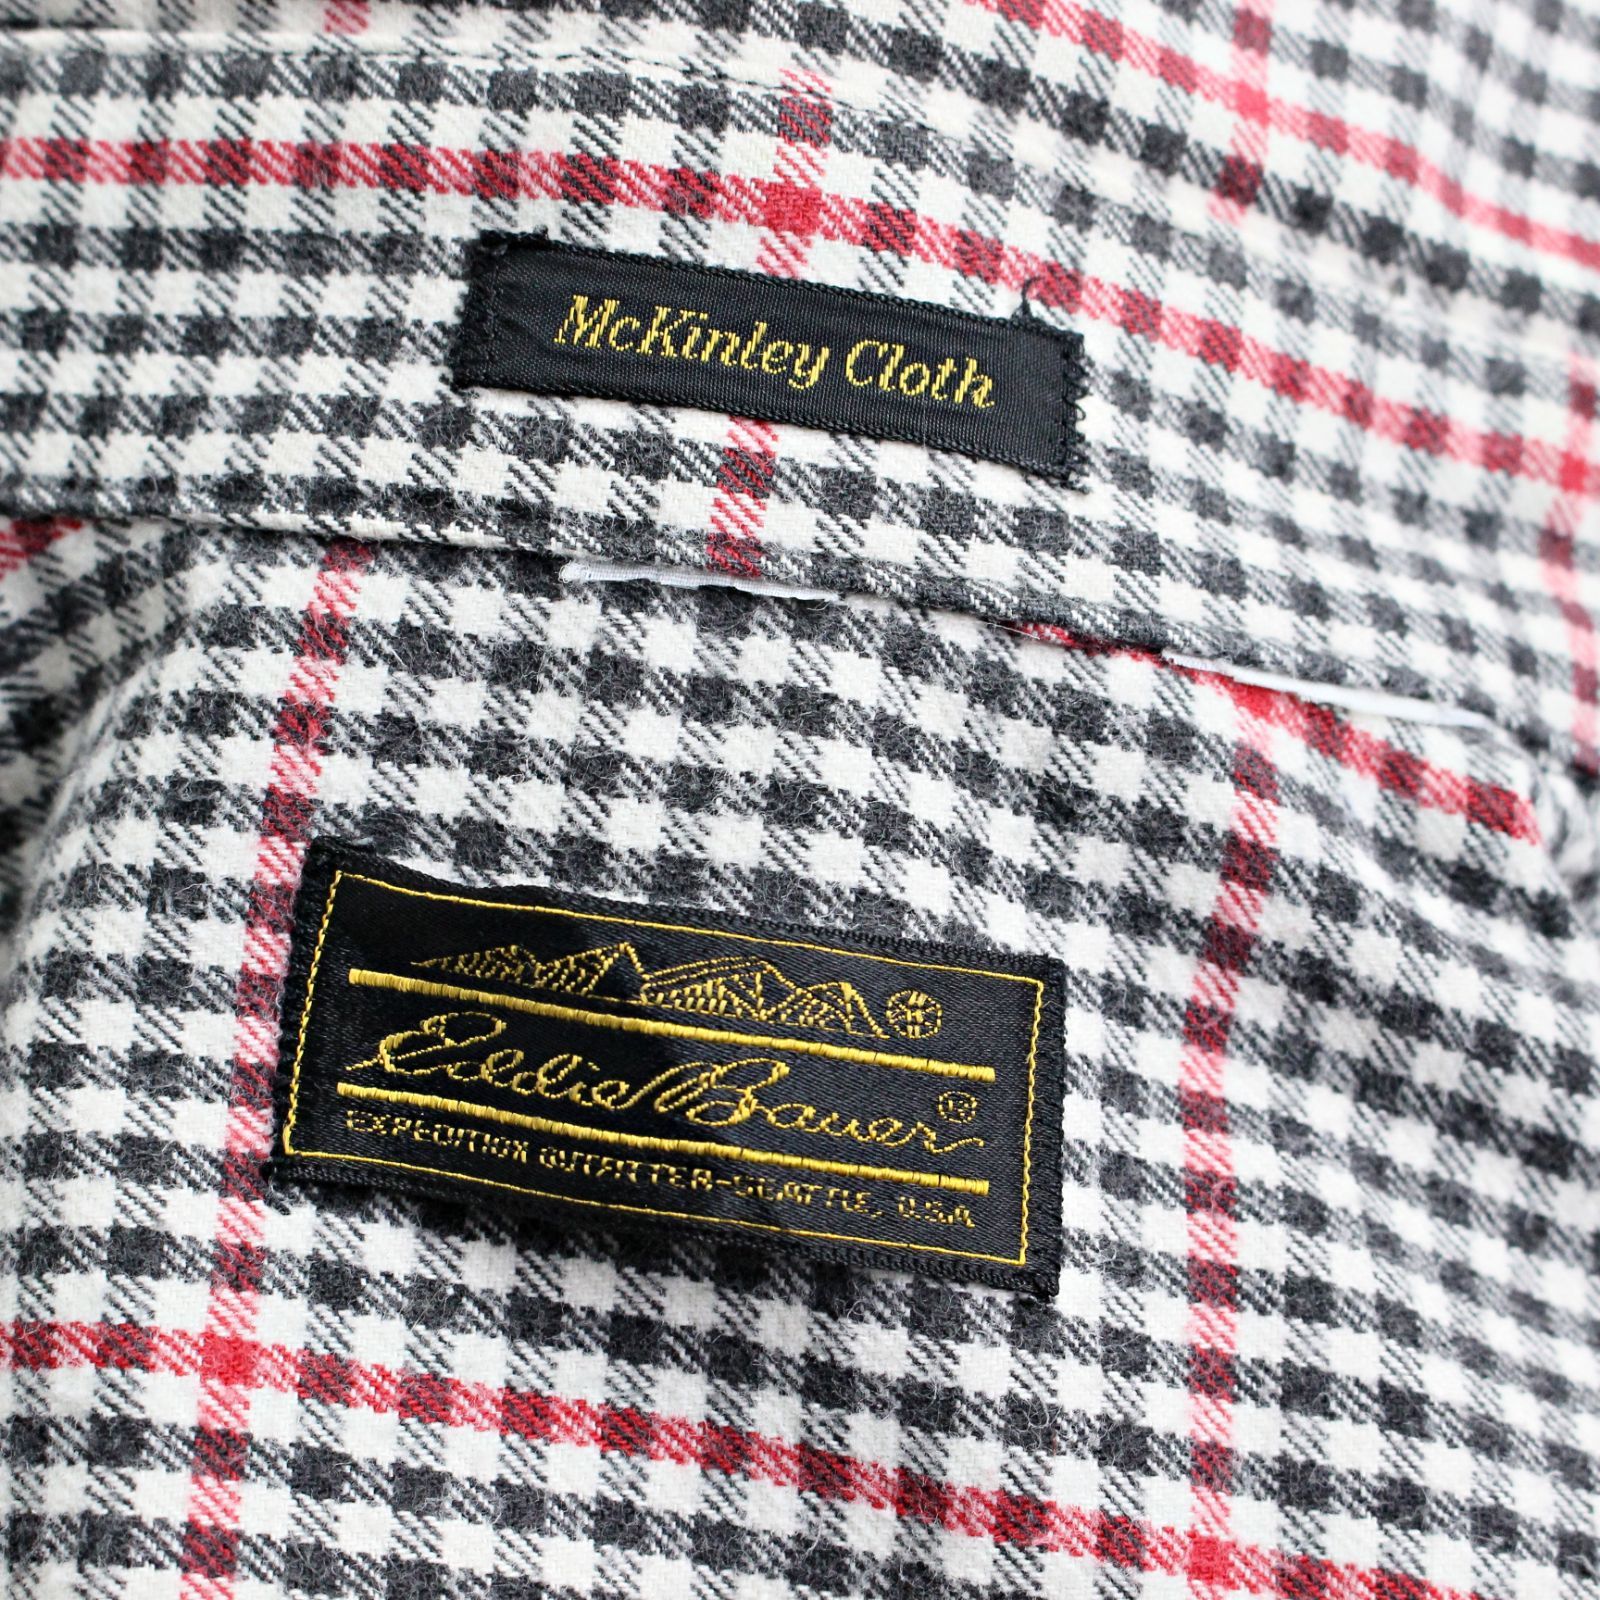 McKinley Cloth
Eddie Bauer®
EXPEDITION OUTFITTER-SEATTLE, U.S.A